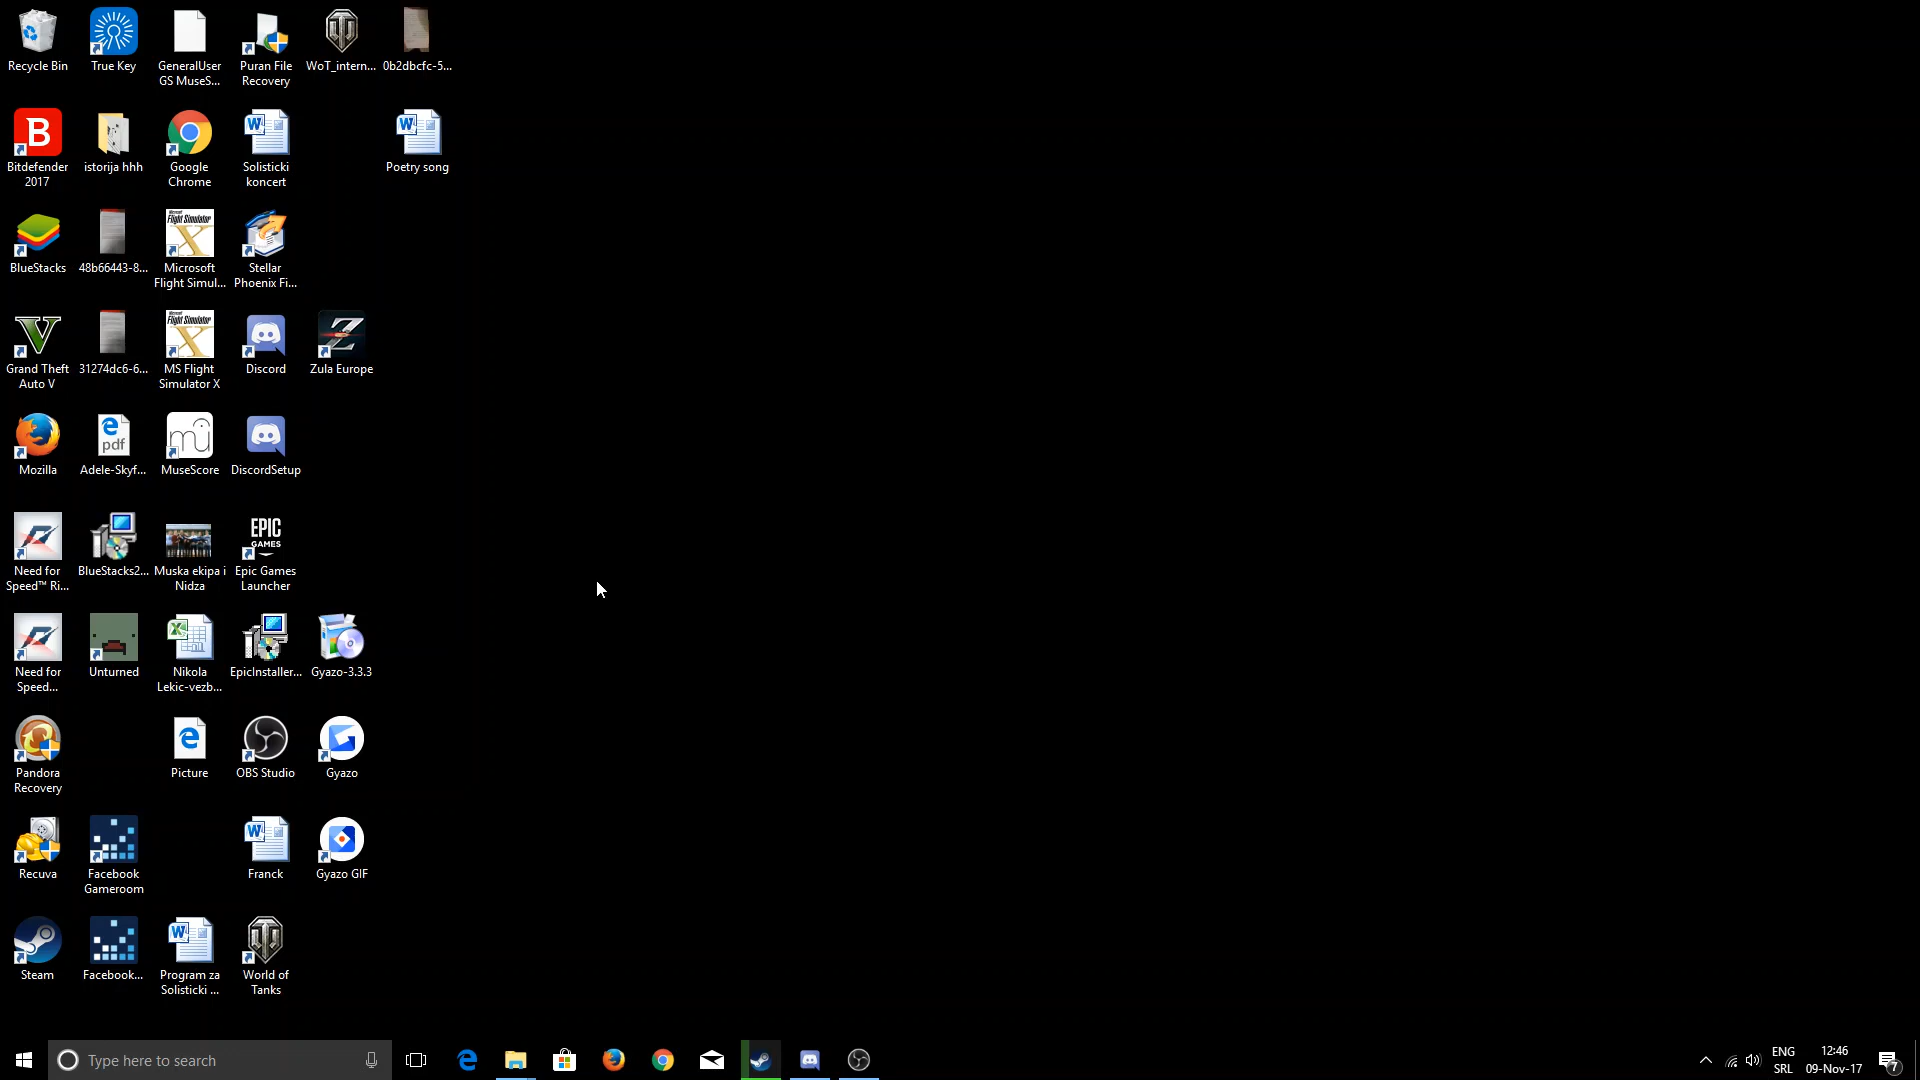 Recycle Bin
True Key
GeneralUser
GS MuseS...
Puran File
Recovery
WoT_intern...
0b2dbcfc-5...
Bitdefender
2017
istorija hhh
Google
Chrome
Solisticki
koncert
Poetry song
BlueStacks
48b66443-8...
Microsoft
Flight Simul...
Stellar
Phoenix Fi...
Grand Theft
Auto V
31274dc6-6...
MS Flight
Simulator X
Discord
Zula Europe
Mozilla
pdf
Adele-Skyf...
MuseScore
DiscordSetup
Need for
Speed™ Ri...
BlueStacks2...
Muska ekipa i
Nidza
EPIC
GAMES
Epic Games
Launcher
Need for
Speed...
Unturned
Nikola
Lekic-vezb...
EpicInstaller...
Gyazo-3.3.3
Pandora
Recovery
Picture
OBS Studio
Gyazo
Recuva
Facebook
Gameroom
Franck
Gyazo GIF
Steam
Facebook...
Program za
Solisticki ...
World of
Tanks
Type here to search
ENG
SRL
12:46
09-Nov-17
7